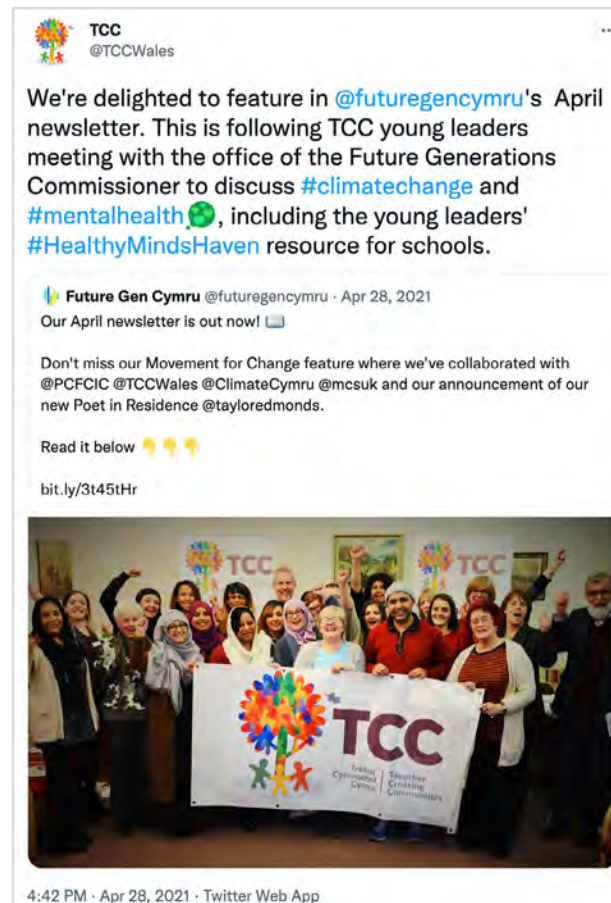 TCC
@TCCWales
We're delighted to feature in @futuregencymru's April
newsletter. This is following TCC young leaders
meeting with the office of the Future Generations
Commissioner to discuss #climatechange and
#mentalhealth, including the young leaders'
#HealthyMindsHaven resource for schools.
Future Gen Cymru @futuregencymru · Apr 28, 2021
Our April newsletter is out now!
Don't miss our Movement for Change feature where we've collaborated with
@PCFCIC @TCCWales @ClimateCymru @mcsuk and our announcement of our
new Poet in Residence @tayloredmonds.
Read it below
bit.ly/3t45tHr
TCC
TCC
TCC
Trefnu Together
Cymunedol Creating
Cymru Communities
4:42 PM · Apr 28, 2021 · Twitter Web App